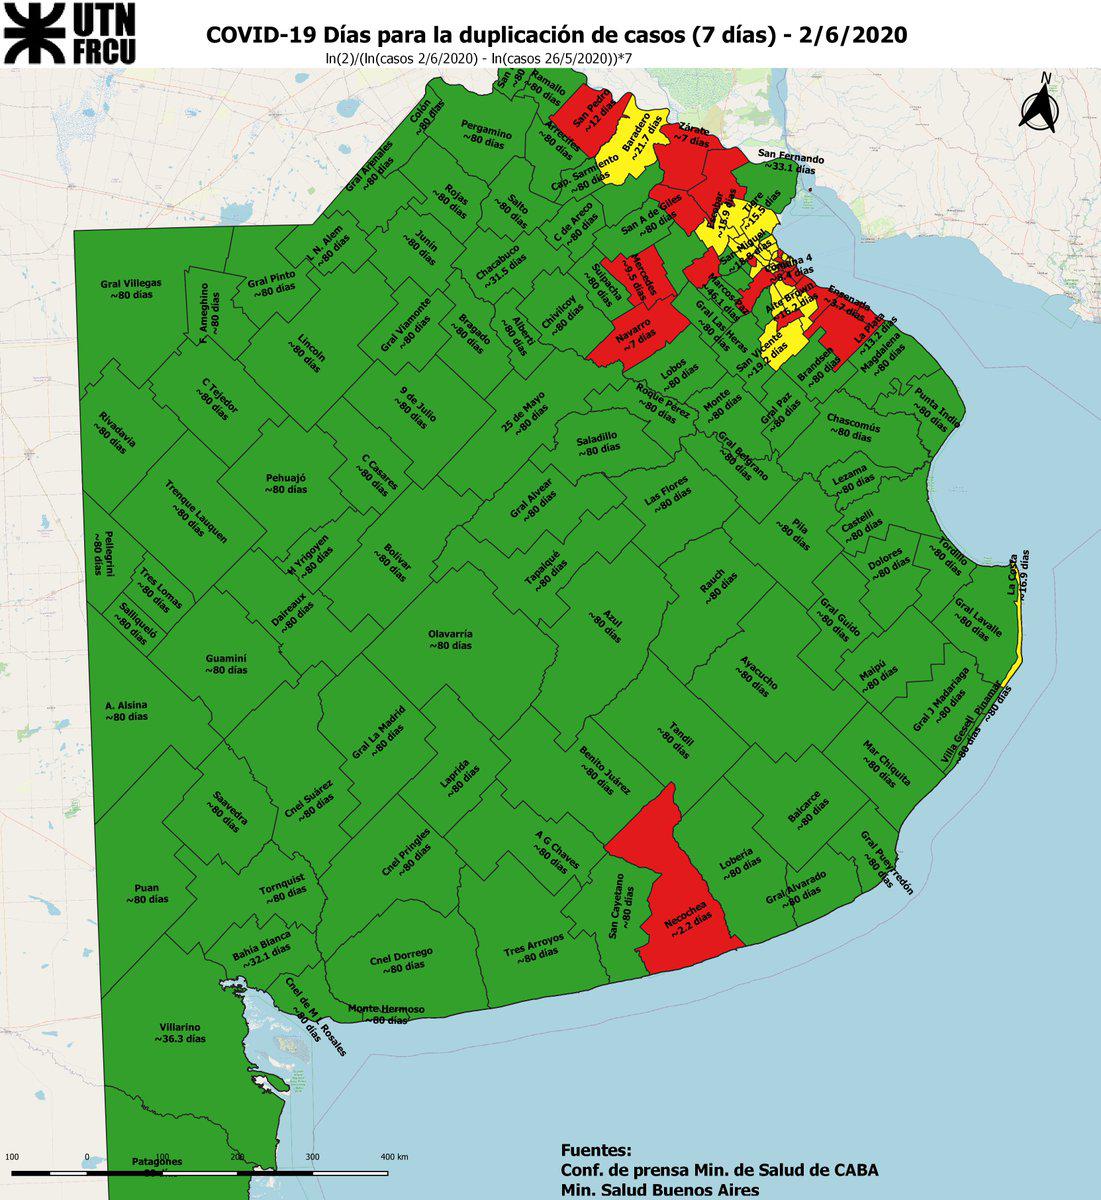 UTN
FRCU
COVID-19 Días para la duplicación de casos (7 días) - 2/6/2020
ln(2)/(ln(casos 2/6/2020) - ln(casos 26/5/2020))*7
N
San
~80
Ramallo
~80 días
San Pedro
~12 días
Baradero
~21.7 días
Zárate
~7 días
San Fernando
~33.1 días
Colón
~80 días
Pergamino
~80 días
Arrecifes
~80 días
Cap. Sarmiento
~80 días
Gral Arenales
~80 días
Rojas
~80 días
Salto
~80 días
C de Areco
~80 días
San A de Giles
~80 días
Escobar
~18.9 días
Tigre
~15.5 días
San Miguel
L N. Alem
~80 días
Junín
~80 días
Chacabuco
~31.5 días
Suipacha
~80 días
Mercedes
~9.5 días
Marcos Paz
~46.1 días
Alte Brown
~16.2 días
Ensenada
~3.7 días
La Plata
~13.2 días
Gral Villegas
~80 días
F. Ameghino
~80 días
Gral Pinto
~80 días
Lincoln
~80 días
Gral Viamonte
~80 días
Bragado
~80 días
Alberti
~80 días
Chivilcoy
~80 días
Navarro
~7 días
Gral Las Heras
~80 días
San Vicente
~19.2 días
Brandsen
~80 días
Magdalena
~80 días
Lobos
~80 días
C Tejedor
~80 días
9 de Julio
~80 días
25 de Mayo
~80 días
Roque Pérez
~80 días
Monte
~80 días
Gral Paz
~80 días
Punta Indio
~80 días
Rivadavia
~80 días
Pehuajó
~80 días
C Casares
~80 días
Saladillo
~80 días
Gral Belgrano
~80 días
Chascomús
~80 días
Trenque Lauquen
~80 días
Gral Alvear
~80 días
Las Flores
~80 días
Lezama
~80 días
Pellegrini
~80 días
H Yrigoyen
~80 días
Bolívar
~80 días
Tapalqué
~80 días
Pila
~80 días
Castelli
~80 días
Dolores
~80 días
Tordillo
~80 días
La Costa
~16.9 días
Tres Lomas
~80 días
Salliqueló
~80 días
Daireaux
~80 días
Olavarría
~80 días
Azul
~80 días
Rauch
~80 días
Gral Guido
~80 días
Gral Lavalle
~80 días
Guaminí
~80 días
Ayacucho
~80 días
Maipú
~80 días
Gral J Madariaga
~80 días
Pinamar
~80 días
Villa Gesell
~80 días
A. Alsina
~80 días
Gral La Madrid
~80 días
Laprida
~80 días
Benito Juárez
~80 días
Tandil
~80 días
Mar Chiquita
~80 días
Saavedra
~80 días
Cnel Suárez
~80 días
Cnel Pringles
~80 días
A G Chaves
~80 días
Balcarce
~80 días
Lobería
~80 días
Gral Pueyrredón
~80 días
Gral Alvarado
~80 días
Puan
~80 días
Tornquist
~80 días
San Cayetano
~80 días
Necochea
~2.2 días
Bahía Blanca
~32.1 días
Cnel Dorrego
~80 días
Tres Arroyos
~80 días
Cnel de M L Rosales
~80 días
Monte Hermoso
~80 días
Villarino
~36.3 días
Patagones
100 0 100 200 300 400 km
Fuentes:
Conf. de prensa Min. de Salud de CABA
Min. Salud Buenos Aires